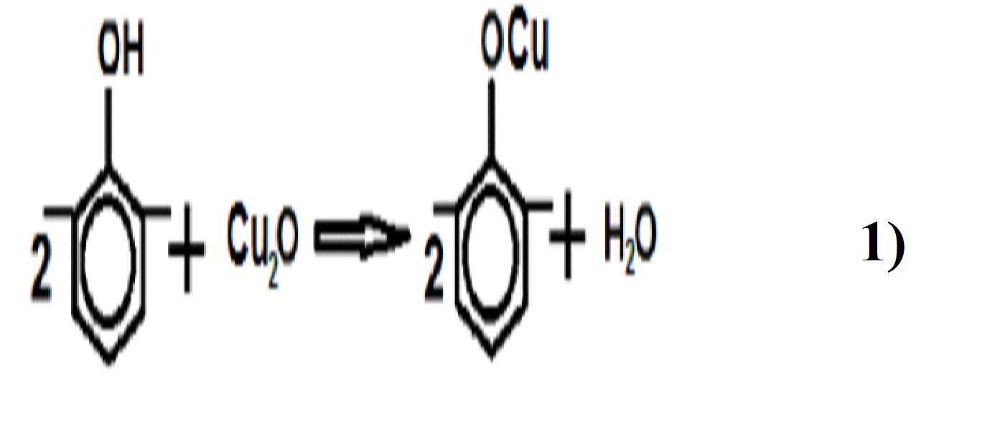 OH OCu
2 + Cu₂O ⇒ 2 + H₂O 1)